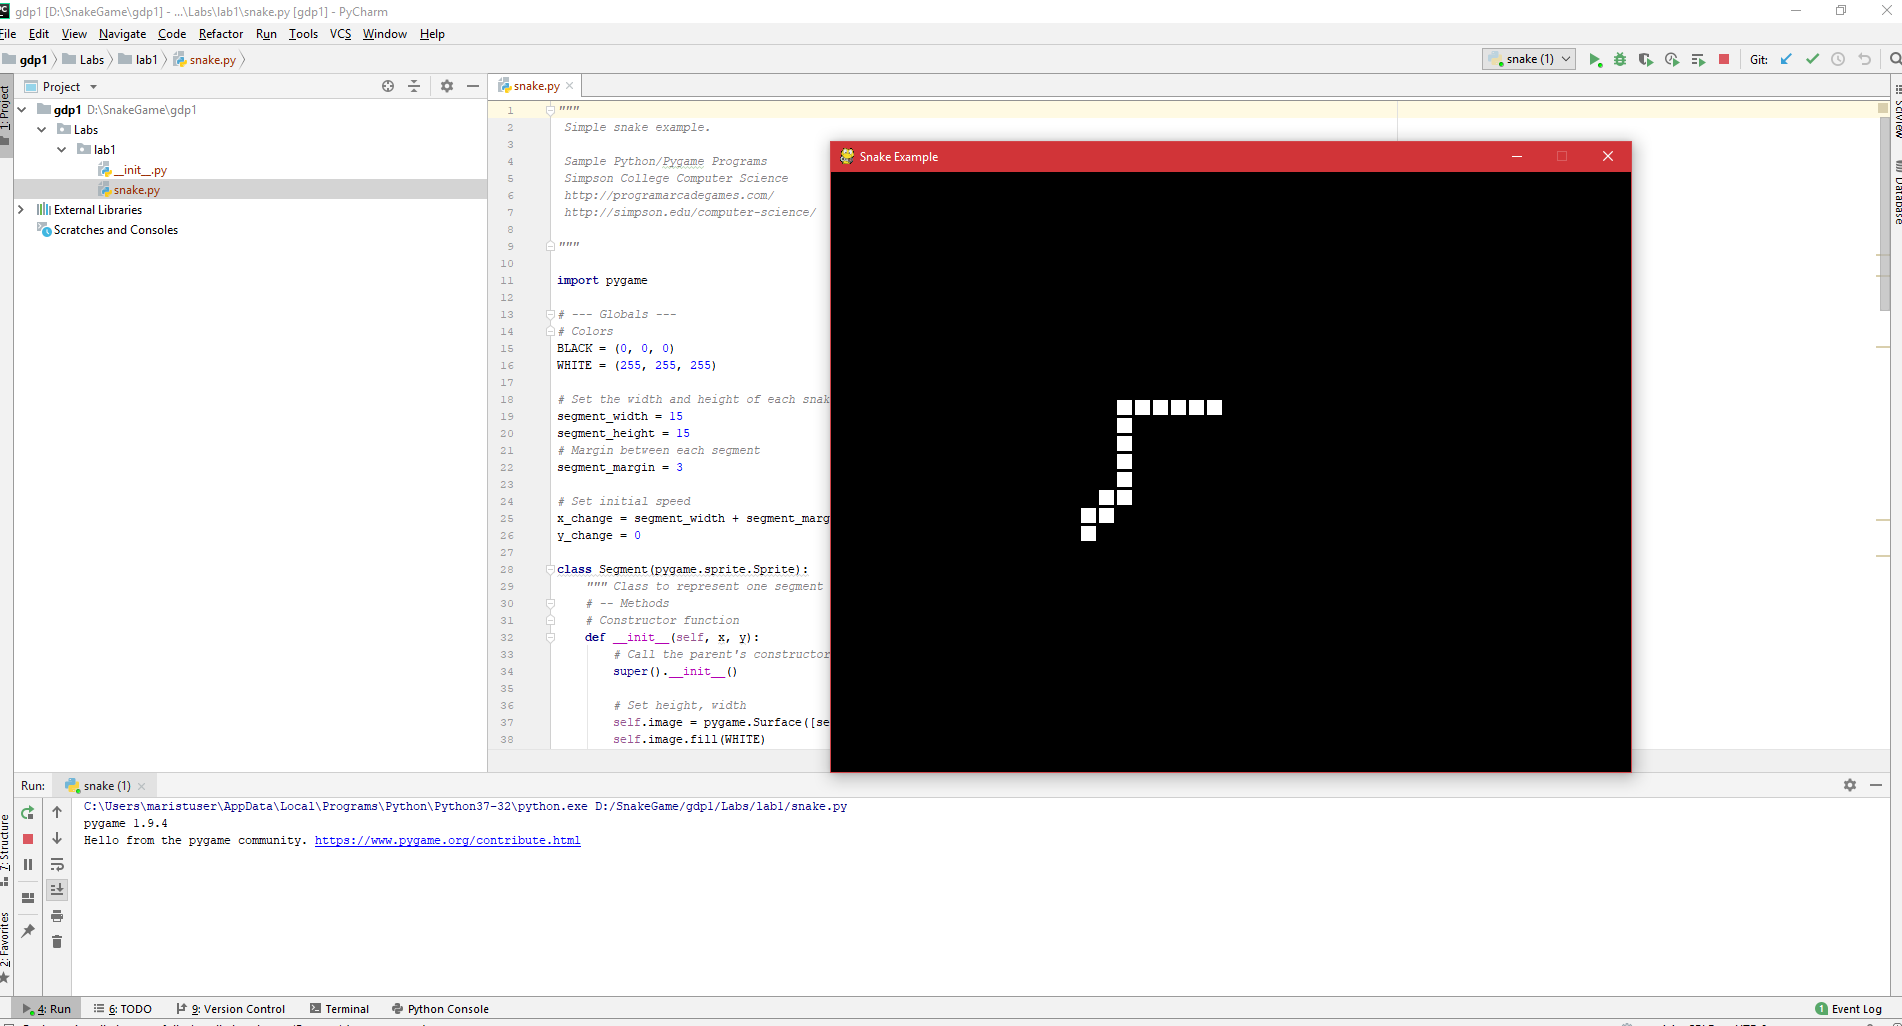 gdp1 [D:\SnakeGame\gdp1] - ...\Labs\lab1\snake.py [gdp1] - PyCharm
File Edit View Navigate Code Refactor Run Tools VCS Window Help
gdp1 Labs lab1 snake.py
snake (1) Git:
1: Project
Project
gdp1 D:\SnakeGame\gdp1
Labs
lab1
__init__.py
snake.py
External Libraries
Scratches and Consoles
snake.py
1 """
2 Simple snake example.
3
4 Sample Python/Pygame Programs
5 Simpson College Computer Science
6 http://programarcadegames.com/
7 http://simpson.edu/computer-science/
8
9 """
10
11 import pygame
12
13 # --- Globals ---
14 # Colors
15 BLACK = (0, 0, 0)
16 WHITE = (255, 255, 255)
17
18 # Set the width and height of each snak
19 segment_width = 15
20 segment_height = 15
21 # Margin between each segment
22 segment_margin = 3
23
24 # Set initial speed
25 x_change = segment_width + segment_marg
26 y_change = 0
27
28 class Segment(pygame.sprite.Sprite):
29 """ Class to represent one segment
30 # -- Methods
31 # Constructor function
32 def __init__(self, x, y):
33 # Call the parent's constructor
34 super().__init__()
35
36 # Set height, width
37 self.image = pygame.Surface([se
38 self.image.fill(WHITE)
Snake Example
SciView
Database
Run: snake (1)
C:\Users\maristuser\AppData\Local\Programs\Python\Python37-32\python.exe D:/SnakeGame/gdp1/Labs/lab1/snake.py
pygame 1.9.4
Hello from the pygame community. https://www.pygame.org/contribute.html
7: Structure
2: Favorites
4: Run 6: TODO 9: Version Control Terminal Python Console 1 Event Log